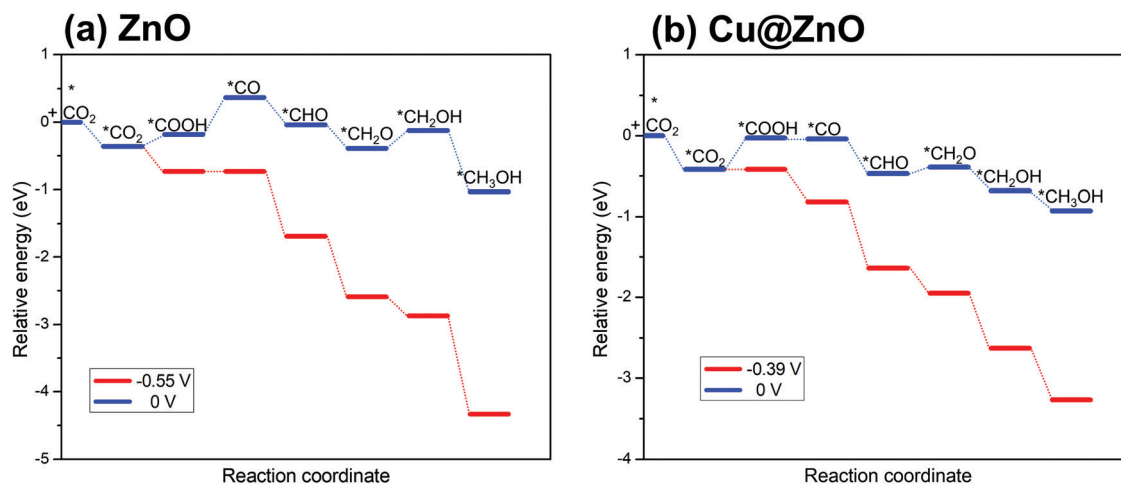 (a) ZnO
Relative energy (eV)
1
0
-1
-2
-3
-4
-5
*
+ CO₂
*CO₂
*COOH
*CO
*CHO
*CH₂O
*CH₂OH
*CH₃OH
-0.55 V
0 V
Reaction coordinate
(b) Cu@ZnO
Relative energy (eV)
1
0
-1
-2
-3
-4
*
+ CO₂
*CO₂
*COOH
*CO
*CHO
*CH₂O
*CH₂OH
*CH₃OH
-0.39 V
0 V
Reaction coordinate